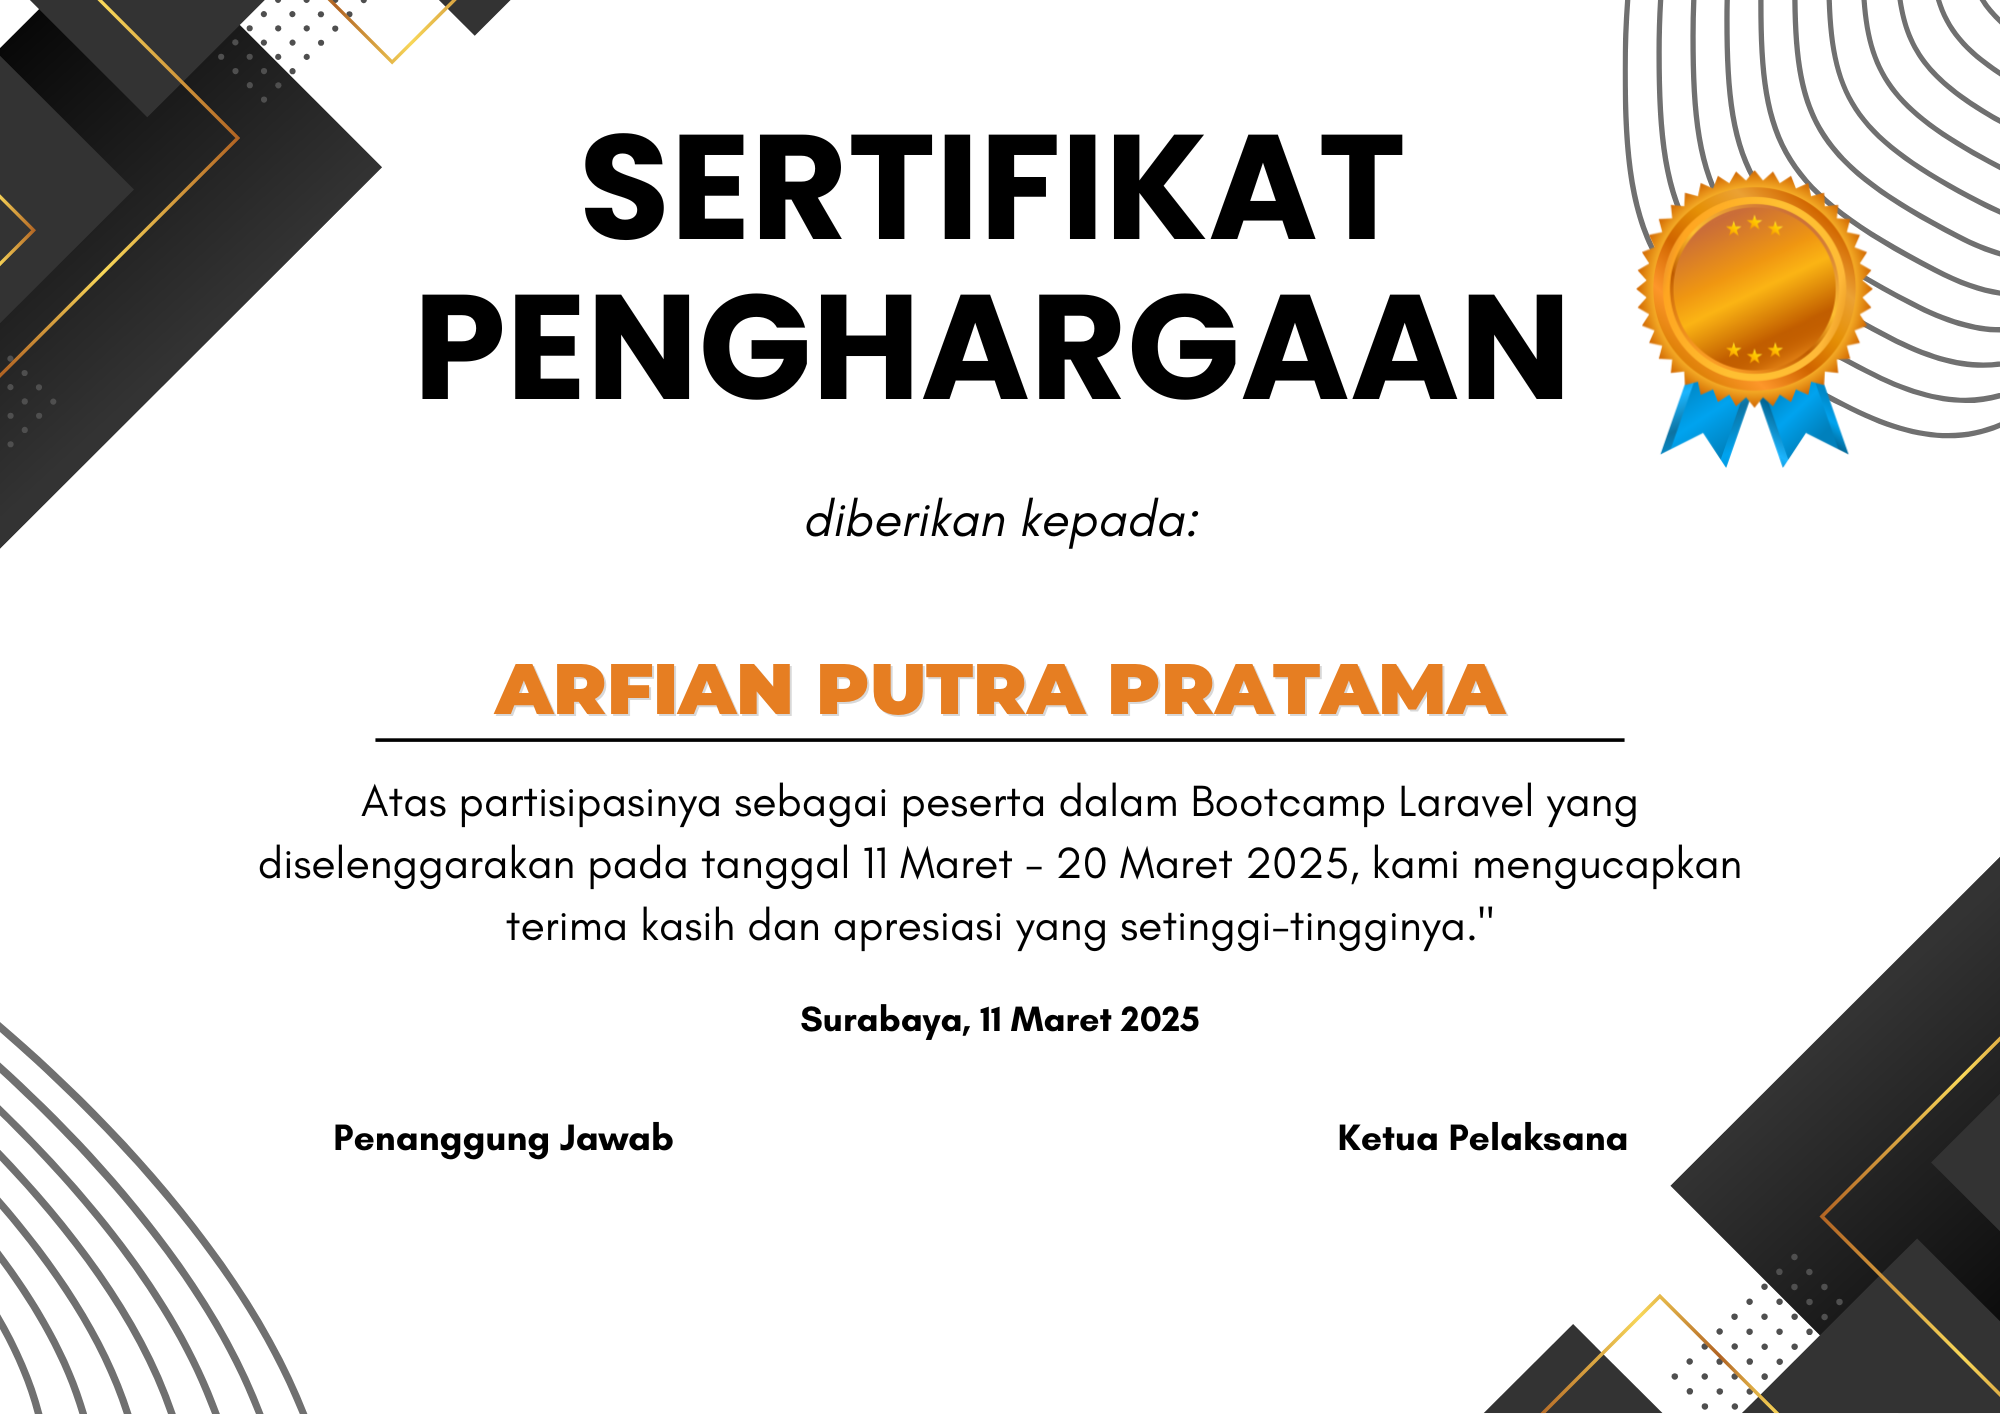 SERTIFIKAT
PENGHARGAAN
diberikan kepada:
ARFIAN PUTRA PRATAMA
Atas partisipasinya sebagai peserta dalam Bootcamp Laravel yang
diselenggarakan pada tanggal 11 Maret - 20 Maret 2025, kami mengucapkan
terima kasih dan apresiasi yang setinggi-tingginya."
Surabaya, 11 Maret 2025
Penanggung Jawab
Ketua Pelaksana